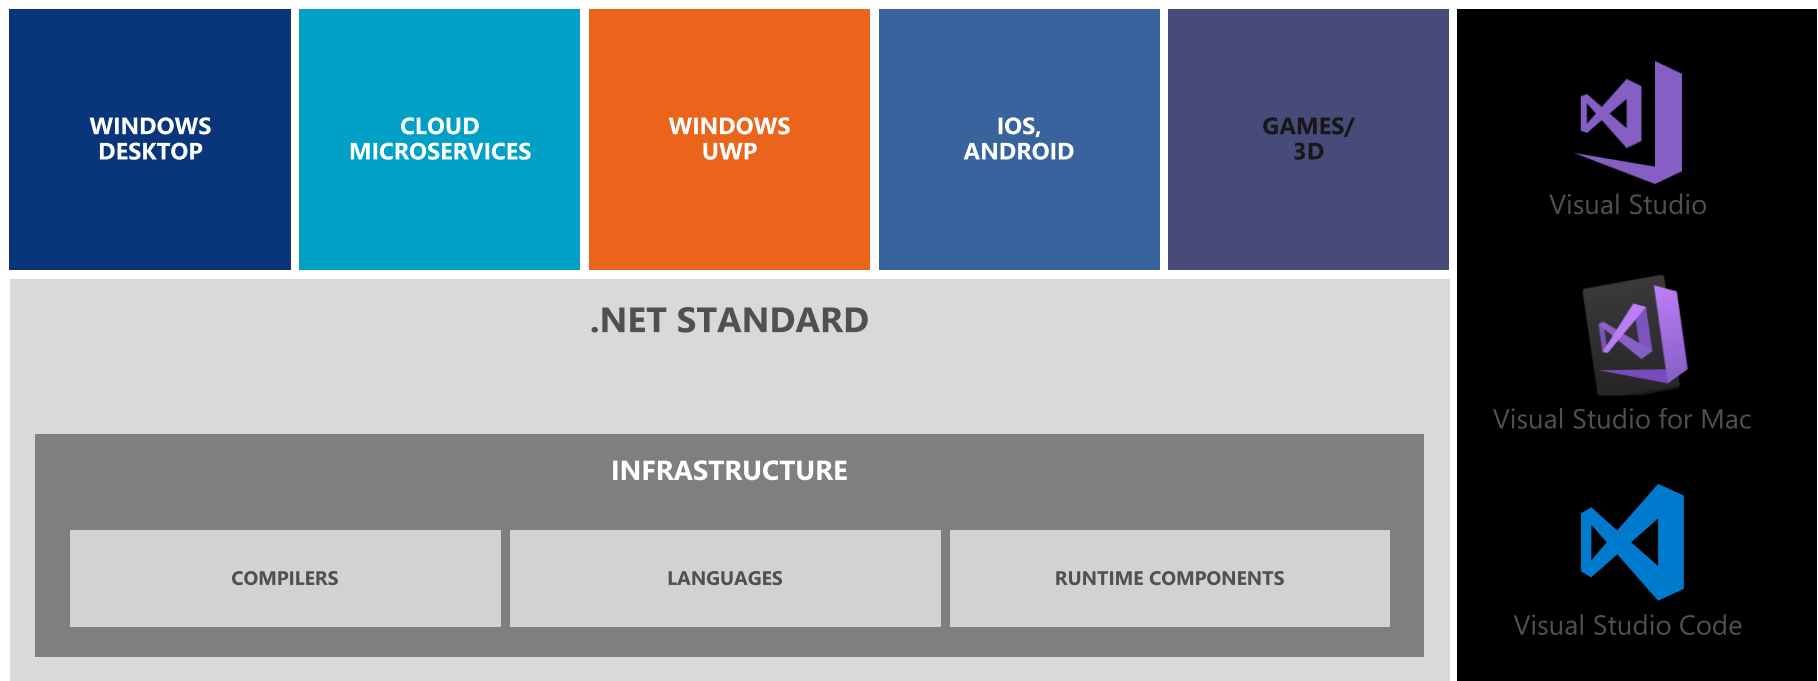 WINDOWS
DESKTOP
CLOUD
MICROSERVICES
WINDOWS
UWP
IOS,
ANDROID
GAMES/
3D
.NET STANDARD
INFRASTRUCTURE
COMPILERS
LANGUAGES
RUNTIME COMPONENTS
Visual Studio
Visual Studio for Mac
Visual Studio Code